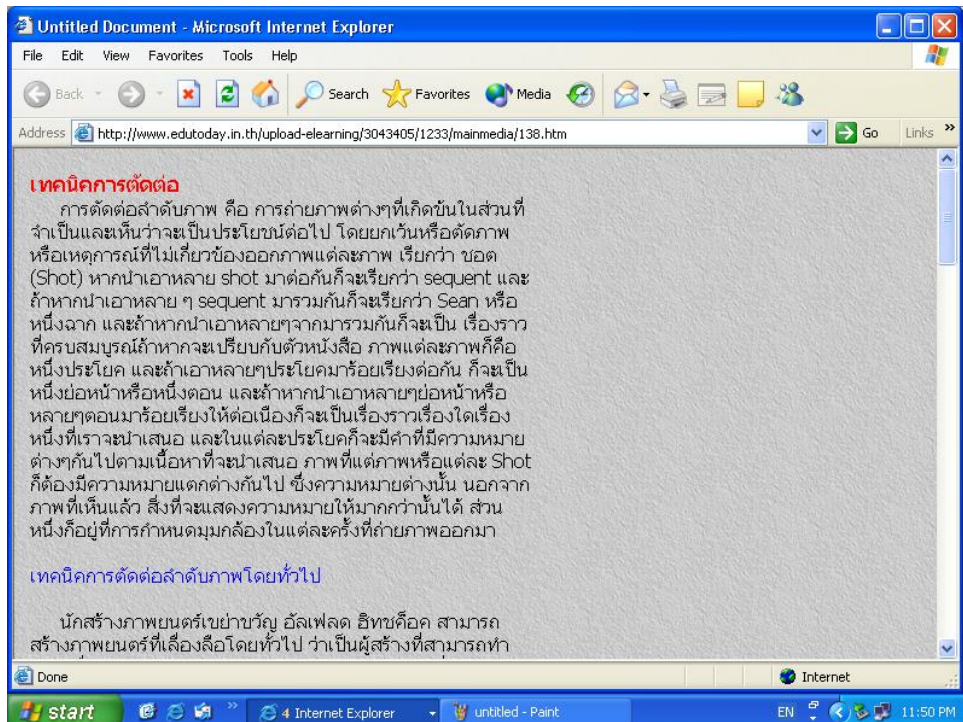 Untitled Document - Microsoft Internet Explorer
File Edit View Favorites Tools Help
Back Search Favorites Media
Address http://www.edutoday.in.th/upload-elearning/3043405/1233/mainmedia/138.htm Go Links »
เทคนิคการตัดต่อ
การตัดต่อลำดับภาพ คือ การถ่ายภาพต่างๆที่เกิดขึ้นในส่วนที่
จำเป็นและเห็นว่าจะเป็นประโยชน์ต่อไป โดยยกเว้นหรือตัดภาพ
หรือเหตุการณ์ที่ไม่เกี่ยวข้องออกภาพแต่ละภาพ เรียกว่า ชอต
(Shot) หากนำเอาหลาย shot มาต่อกันก็จะเรียกว่า sequent และ
ถ้าหากนำเอาหลาย ๆ sequent มารวมกันก็จะเรียกว่า Sean หรือ
หนึ่งฉาก และถ้าหากนำเอาหลายๆฉากมารวมกันก็จะเป็น เรื่องราว
ที่ครบสมบูรณ์ถ้าหากจะเปรียบกับตัวหนังสือ ภาพแต่ละภาพก็คือ
หนึ่งประโยค และถ้าเอาหลายๆประโยคมาร้อยเรียงต่อกัน ก็จะเป็น
หนึ่งย่อหน้าหรือหนึ่งตอน และถ้าหากนำเอาหลายๆย่อหน้าหรือ
หลายๆตอนมาร้อยเรียงให้ต่อเนื่องก็จะเป็นเรื่องราวเรื่องใดเรื่อง
หนึ่งที่เราจะนำเสนอ และในแต่ละประโยคก็จะมีคำที่มีความหมาย
ต่างๆกันไปตามเนื้อหาที่จะนำเสนอ ภาพที่แต่ภาพหรือแต่ละ Shot
ก็ต้องมีความหมายแตกต่างกันไป ซึ่งความหมายต่างนั้น นอกจาก
ภาพที่เห็นแล้ว สิ่งที่จะแสดงความหมายให้มากกว่านั้นได้ ส่วน
หนึ่งก็อยู่ที่การกำหนดมุมกล้องในแต่ละครั้งที่ถ่ายภาพออกมา
เทคนิคการตัดต่อลำดับภาพโดยทั่วไป
นักสร้างภาพยนตร์เขย่าขวัญ อัลเฟลด ฮิทชค็อค สามารถ
สร้างภาพยนตร์ที่เลื่องลือโดยทั่วไป ว่าเป็นผู้สร้างที่สามารถทำ
Done Internet
start » 4 Internet Explorer untitled - Paint EN 11:50 PM